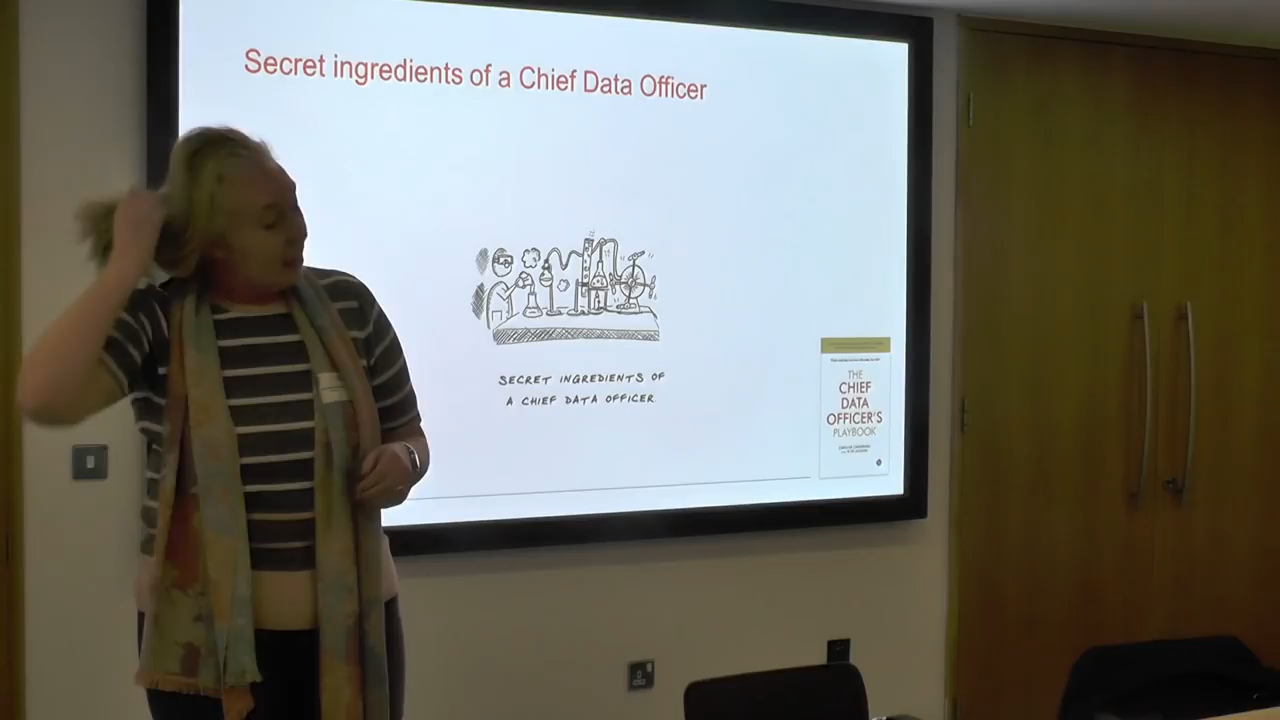 Secret ingredients of a Chief Data Officer
SECRET INGREDIENTS OF
A CHIEF DATA OFFICER
THE
CHIEF
DATA
OFFICER'S
PLAYBOOK